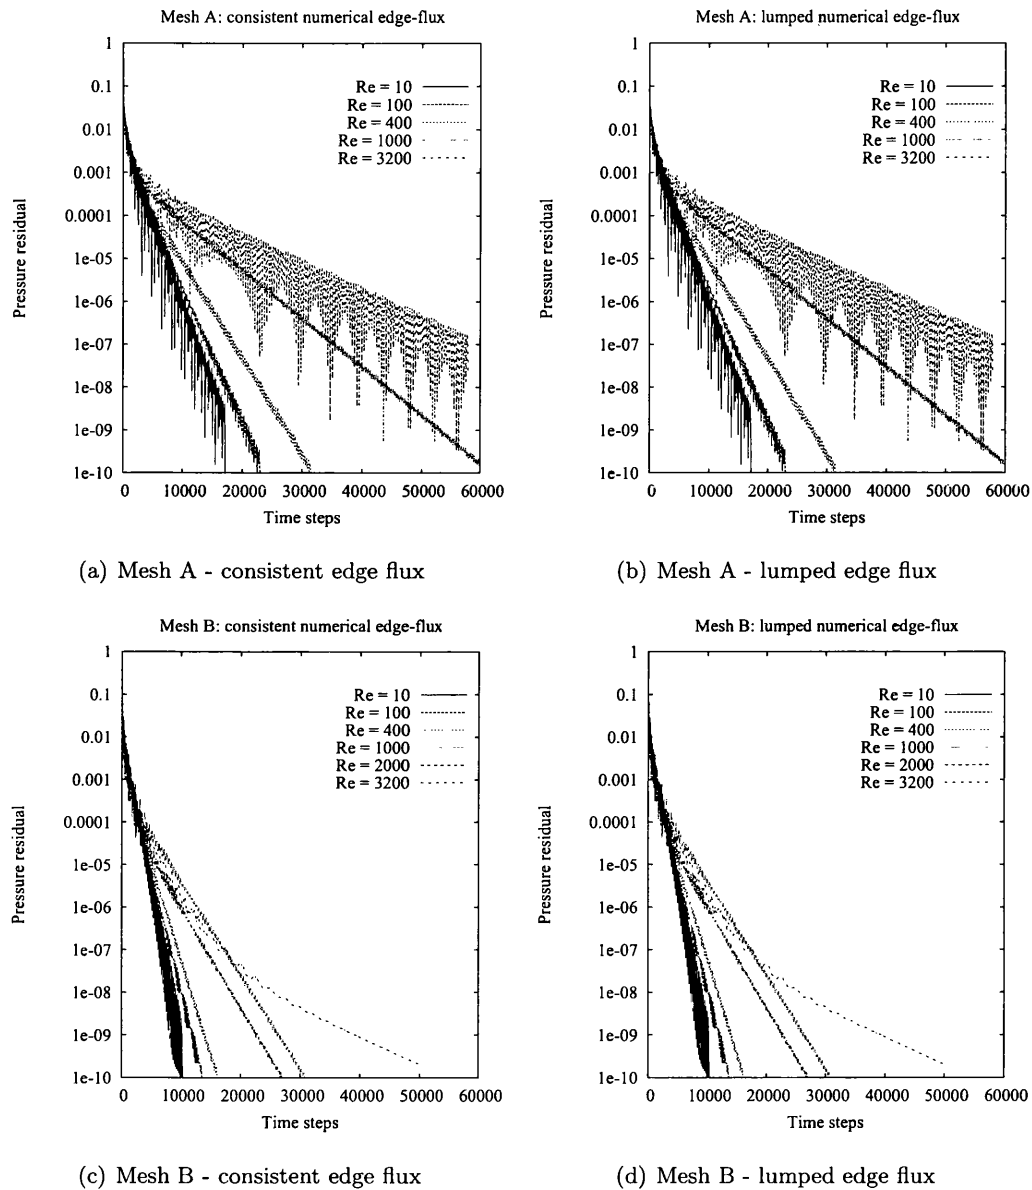 Mesh A: consistent numerical edge-flux
1
0.1
0.01
0.001
0.0001
1e-05
1e-06
1e-07
1e-08
1e-09
1e-10
Pressure residual
Re = 10
Re = 100
Re = 400
Re = 1000
Re = 3200
0 10000 20000 30000 40000 50000 60000
Time steps
(a) Mesh A - consistent edge flux
Mesh A: lumped numerical edge-flux
1
0.1
0.01
0.001
0.0001
1e-05
1e-06
1e-07
1e-08
1e-09
1e-10
Pressure residual
Re = 10
Re = 100
Re = 400
Re = 1000
Re = 3200
0 10000 20000 30000 40000 50000 60000
Time steps
(b) Mesh A - lumped edge flux
Mesh B: consistent numerical edge-flux
1
0.1
0.01
0.001
0.0001
1e-05
1e-06
1e-07
1e-08
1e-09
1e-10
Pressure residual
Re = 10
Re = 100
Re = 400
Re = 1000
Re = 2000
Re = 3200
0 10000 20000 30000 40000 50000 60000
Time steps
(c) Mesh B - consistent edge flux
Mesh B: lumped numerical edge-flux
1
0.1
0.01
0.001
0.0001
1e-05
1e-06
1e-07
1e-08
1e-09
1e-10
Pressure residual
Re = 10
Re = 100
Re = 400
Re = 1000
Re = 2000
Re = 3200
0 10000 20000 30000 40000 50000 60000
Time steps
(d) Mesh B - lumped edge flux